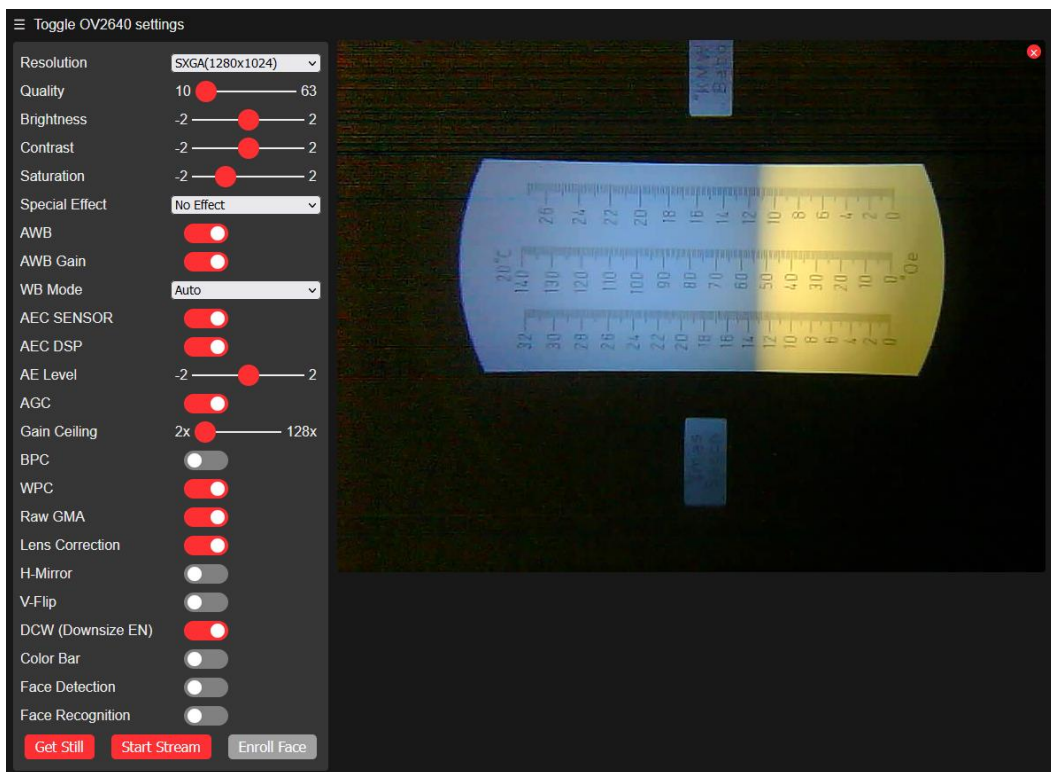 ☰ Toggle OV2640 settings
Resolution SXGA(1280x1024)
Quality 10 63
Brightness -2 2
Contrast -2 2
Saturation -2 2
Special Effect No Effect
AWB
AWB Gain
WB Mode Auto
AEC SENSOR
AEC DSP
AE Level -2 2
AGC
Gain Ceiling 2x 128x
BPC
WPC
Raw GMA
Lens Correction
H-Mirror
V-Flip
DCW (Downsize EN)
Color Bar
Face Detection
Face Recognition
Get Still Start Stream Enroll Face
°KMW
Babo
26 24 22 20 18 16 14 12 10 8 6 4 2 0
20°C
140 130 120 110 100 90 80 70 60 50 40 30 20 10 0
°Oe
32 30 28 26 24 22 20 18 16 14 12 10 8 6 4 2 0